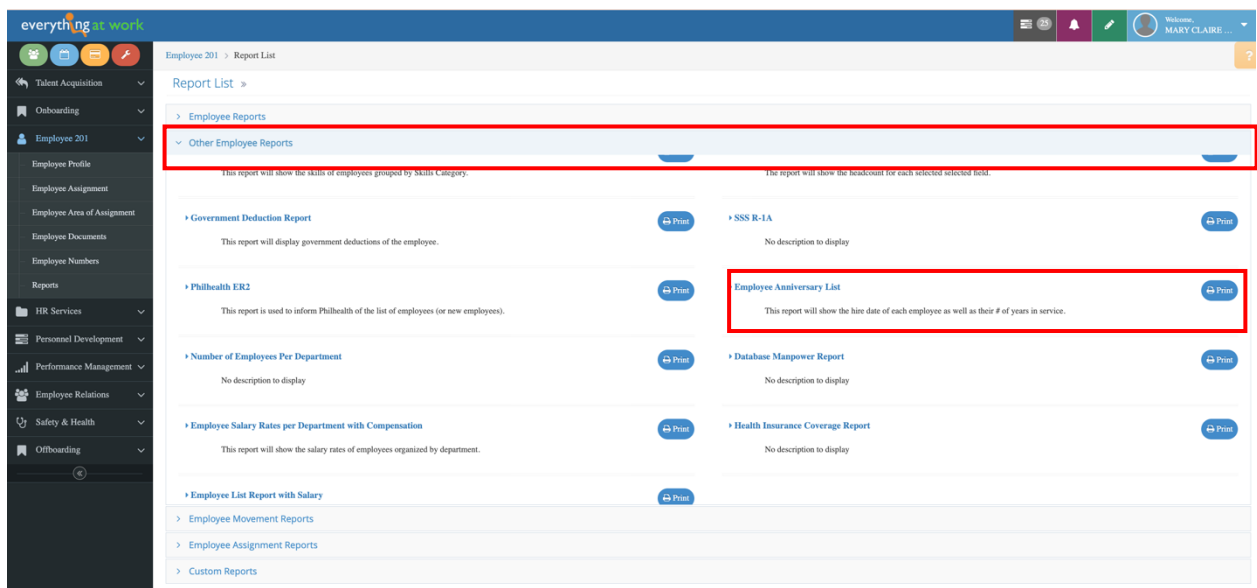 everything at work
25
Welcome,
MARY CLAIRE ...
?
Employee 201 > Report List
Talent Acquisition
Onboarding
Employee 201
Employee Profile
Employee Assignment
Employee Area of Assignment
Employee Documents
Employee Numbers
Reports
HR Services
Personnel Development
Performance Management
Employee Relations
Safety & Health
Offboarding
Report List »
Employee Reports
Other Employee Reports
This report will show the skills of employees grouped by Skills Category.
The report will show the headcount for each selected selected field.
Government Deduction Report
Print
This report will display government deductions of the employee.
SSS R-1A
Print
No description to display
Philhealth ER2
Print
This report is used to inform Philhealth of the list of employees (or new employees).
Employee Anniversary List
Print
This report will show the hire date of each employee as well as their # of years in service.
Number of Employees Per Department
Print
No description to display
Database Manpower Report
Print
No description to display
Employee Salary Rates per Department with Compensation
Print
This report will show the salary rates of employees organized by department.
Health Insurance Coverage Report
Print
No description to display
Employee List Report with Salary
Print
Employee Movement Reports
Employee Assignment Reports
Custom Reports